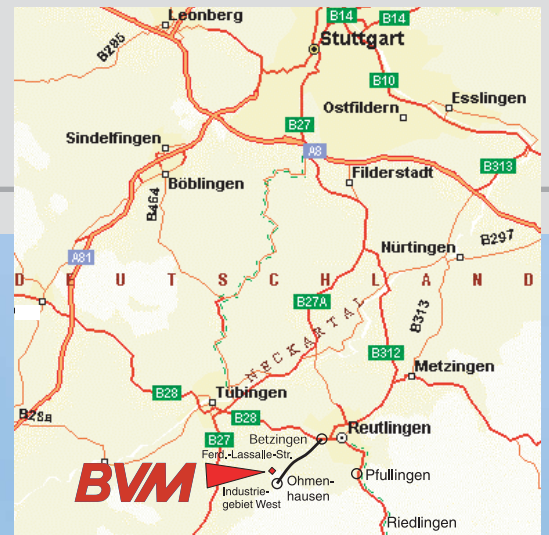 Leonberg
B14
B14
B295
Stuttgart
B10
Esslingen
Ostfildern
B27
Sindelfingen
A8
B313
Böblingen
Filderstadt
B464
Nürtingen
B297
A81
DEUTSCHLAND
B27A
NECKARTAL
B313
B312
Metzingen
B28
Tübingen
B28a
B28
Reutlingen
B27
Betzingen
Ferd.-Lassalle-Str.
BVM
Pfullingen
Industrie-
gebiet West
Ohmen-
hausen
Riedlingen